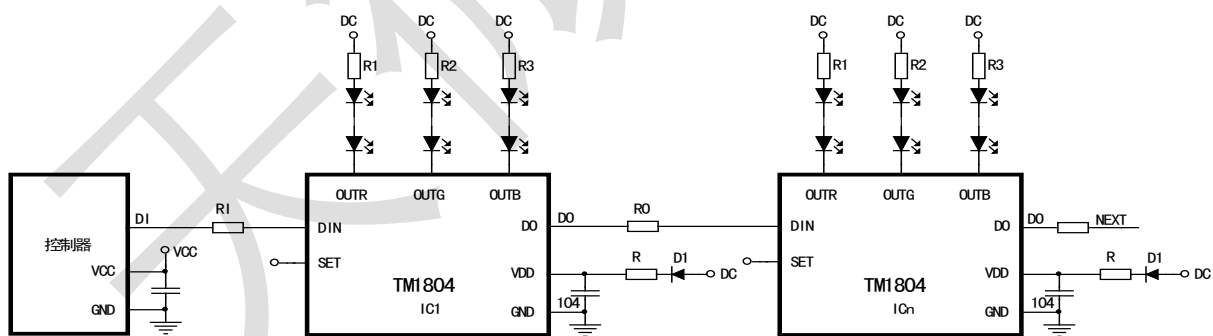 DC DC DC DC DC DC
R1 R2 R3 R1 R2 R3
OUTR OUTG OUTB OUTR OUTG OUTB
DI RI DIN DO DO RO DIN DO DO NEXT
控制器 VCC SET R D1 SET R D1
VCC VDD DC VDD DC
TM1804 104 TM1804 104
GND IC1 GND ICn GND